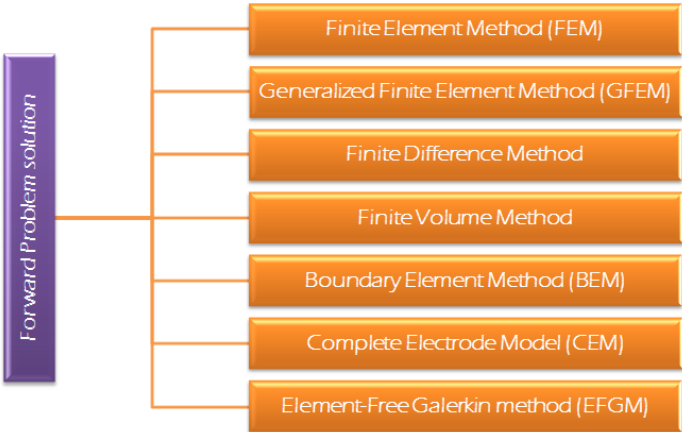 Forward Problem solution
Finite Element Method (FEM)
Generalized Finite Element Method (GFEM)
Finite Difference Method
Finite Volume Method
Boundary Element Method (BEM)
Complete Electrode Model (CEM)
Element-Free Galerkin method (EFGM)